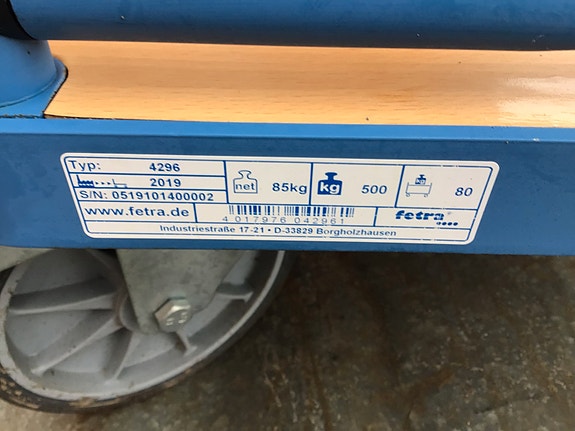 Typ: 4296
2019
S/N: 0519101400002
net 85kg
kg 500
80
www.fetra.de
4 017976 042961
fetra®
Industriestraße 17-21 • D-33829 Borgholzhausen